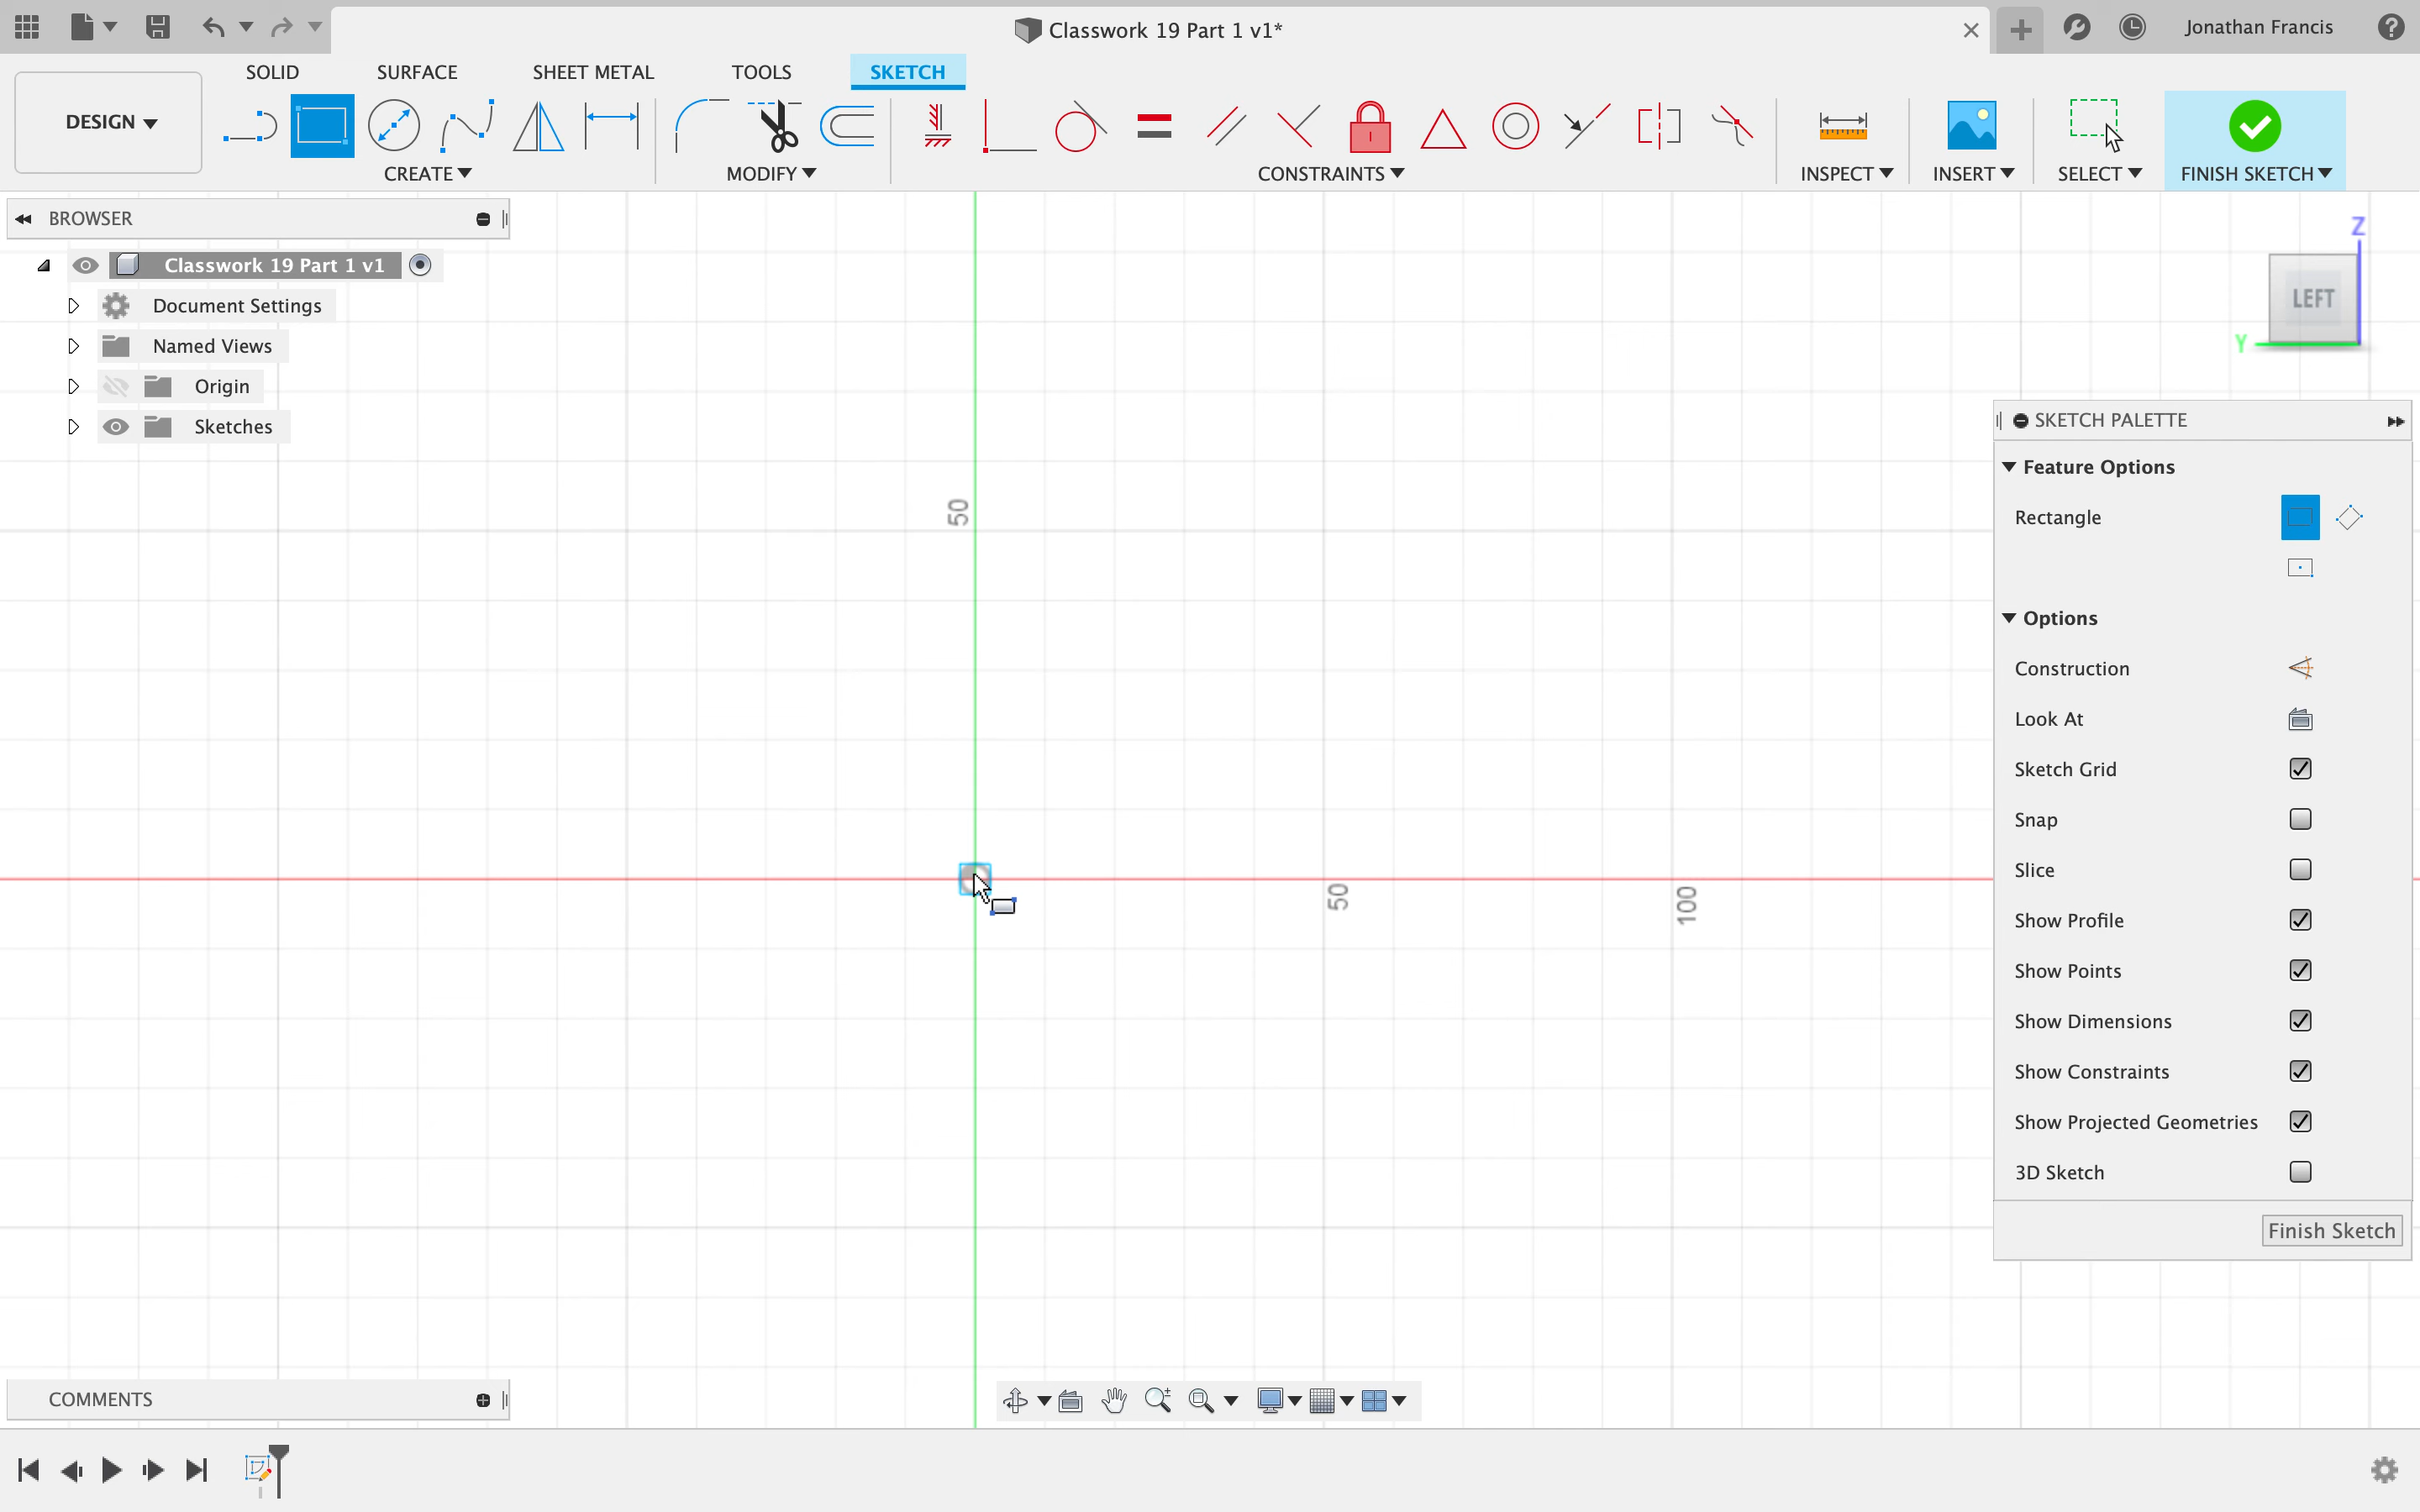 Classwork 19 Part 1 v1*
Jonathan Francis
SOLID SURFACE SHEET METAL TOOLS SKETCH
DESIGN
CREATE MODIFY CONSTRAINTS INSPECT INSERT SELECT FINISH SKETCH
BROWSER
Classwork 19 Part 1 v1
Document Settings
Named Views
Origin
Sketches
Z
LEFT
Y
50
50
100
SKETCH PALETTE
Feature Options
Rectangle
Options
Construction
Look At
Sketch Grid
Snap
Slice
Show Profile
Show Points
Show Dimensions
Show Constraints
Show Projected Geometries
3D Sketch
Finish Sketch
COMMENTS